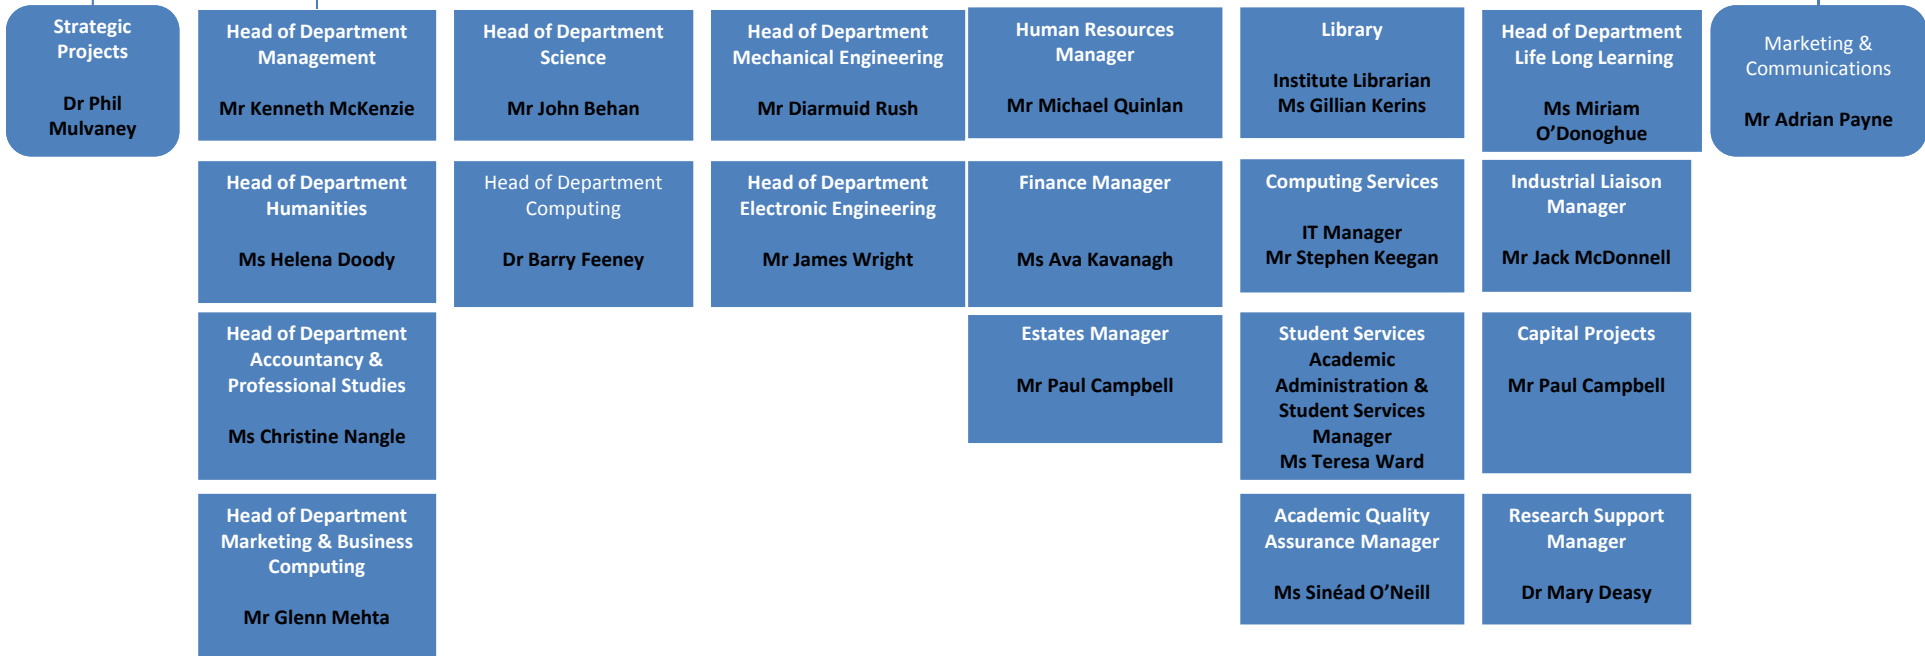 Strategic
Projects
Dr Phil
Mulvaney
Head of Department
Management
Mr Kenneth McKenzie
Head of Department
Science
Mr John Behan
Head of Department
Mechanical Engineering
Mr Diarmuid Rush
Human Resources
Manager
Mr Michael Quinlan
Library
Institute Librarian
Ms Gillian Kerins
Head of Department
Life Long Learning
Ms Miriam
O’Donoghue
Marketing &
Communications
Mr Adrian Payne
Head of Department
Humanities
Ms Helena Doody
Head of Department
Computing
Dr Barry Feeney
Head of Department
Electronic Engineering
Mr James Wright
Finance Manager
Ms Ava Kavanagh
Computing Services
IT Manager
Mr Stephen Keegan
Industrial Liaison
Manager
Mr Jack McDonnell
Head of Department
Accountancy &
Professional Studies
Ms Christine Nangle
Estates Manager
Mr Paul Campbell
Student Services
Academic
Administration &
Student Services
Manager
Ms Teresa Ward
Capital Projects
Mr Paul Campbell
Head of Department
Marketing & Business
Computing
Mr Glenn Mehta
Academic Quality
Assurance Manager
Ms Sinéad O’Neill
Research Support
Manager
Dr Mary Deasy